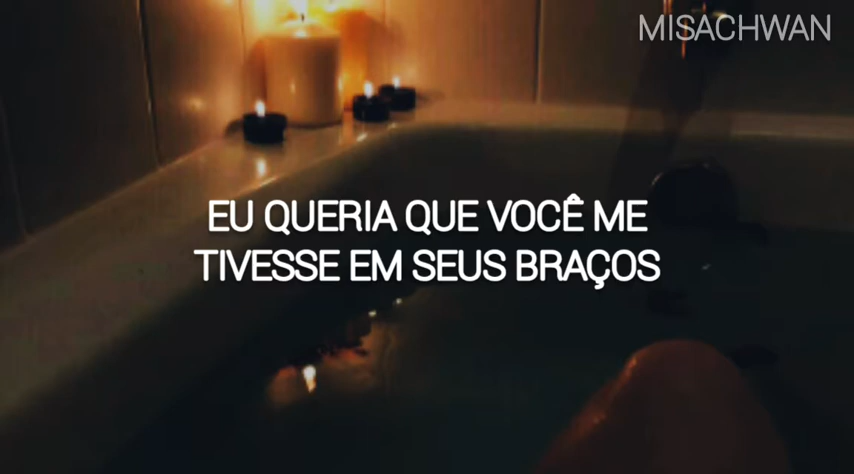 MISACHWAN
EU QUERIA QUE VOCÊ ME
TIVESSE EM SEUS BRAÇOS